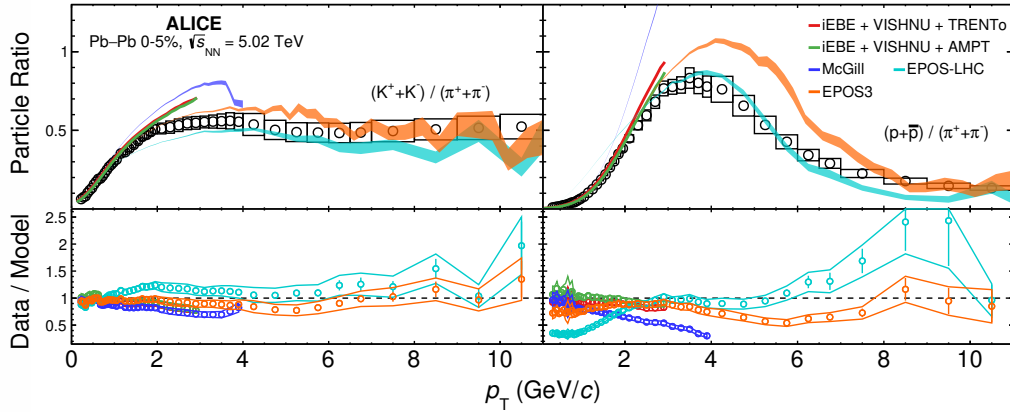 ALICE
Pb–Pb 0-5%, √s_NN = 5.02 TeV
(K⁺+K⁻) / (π⁺+π⁻)
iEBE + VISHNU + TRENTo
iEBE + VISHNU + AMPT
McGill EPOS-LHC
EPOS3
(p+p̅) / (π⁺+π⁻)
Particle Ratio
1
0.5
Data / Model
2.5
2
1.5
1
0.5
0 2 4 6 8 10 2 4 6 8 10
p_T (GeV/c)